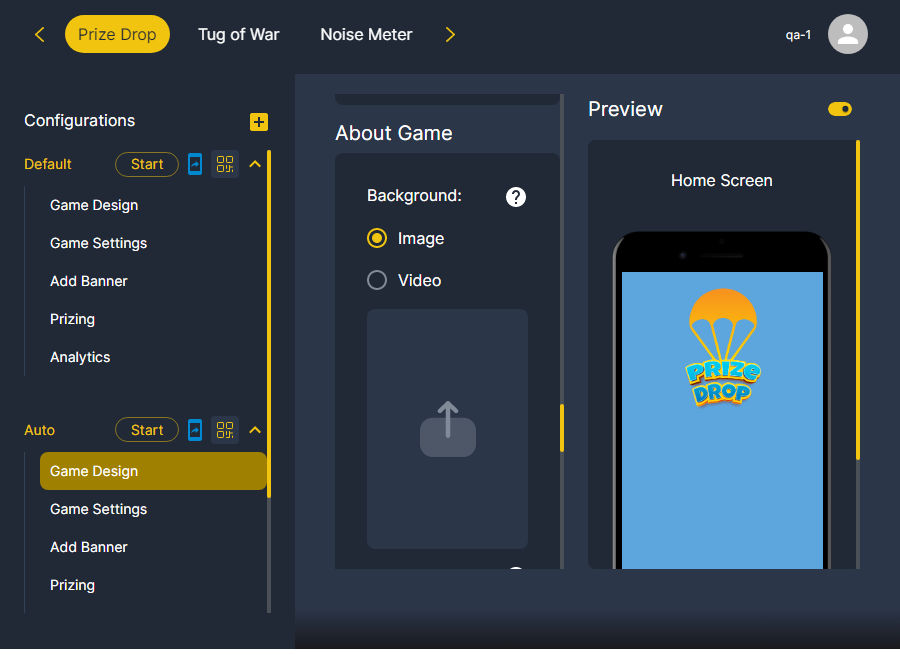 Prize Drop Tug of War Noise Meter qa-1
Configurations
Default Start
Game Design
Game Settings
Add Banner
Prizing
Analytics
Auto Start
Game Design
Game Settings
Add Banner
Prizing
About Game
Background: ?
Image
Video
Preview
Home Screen
PRIZE
DROP